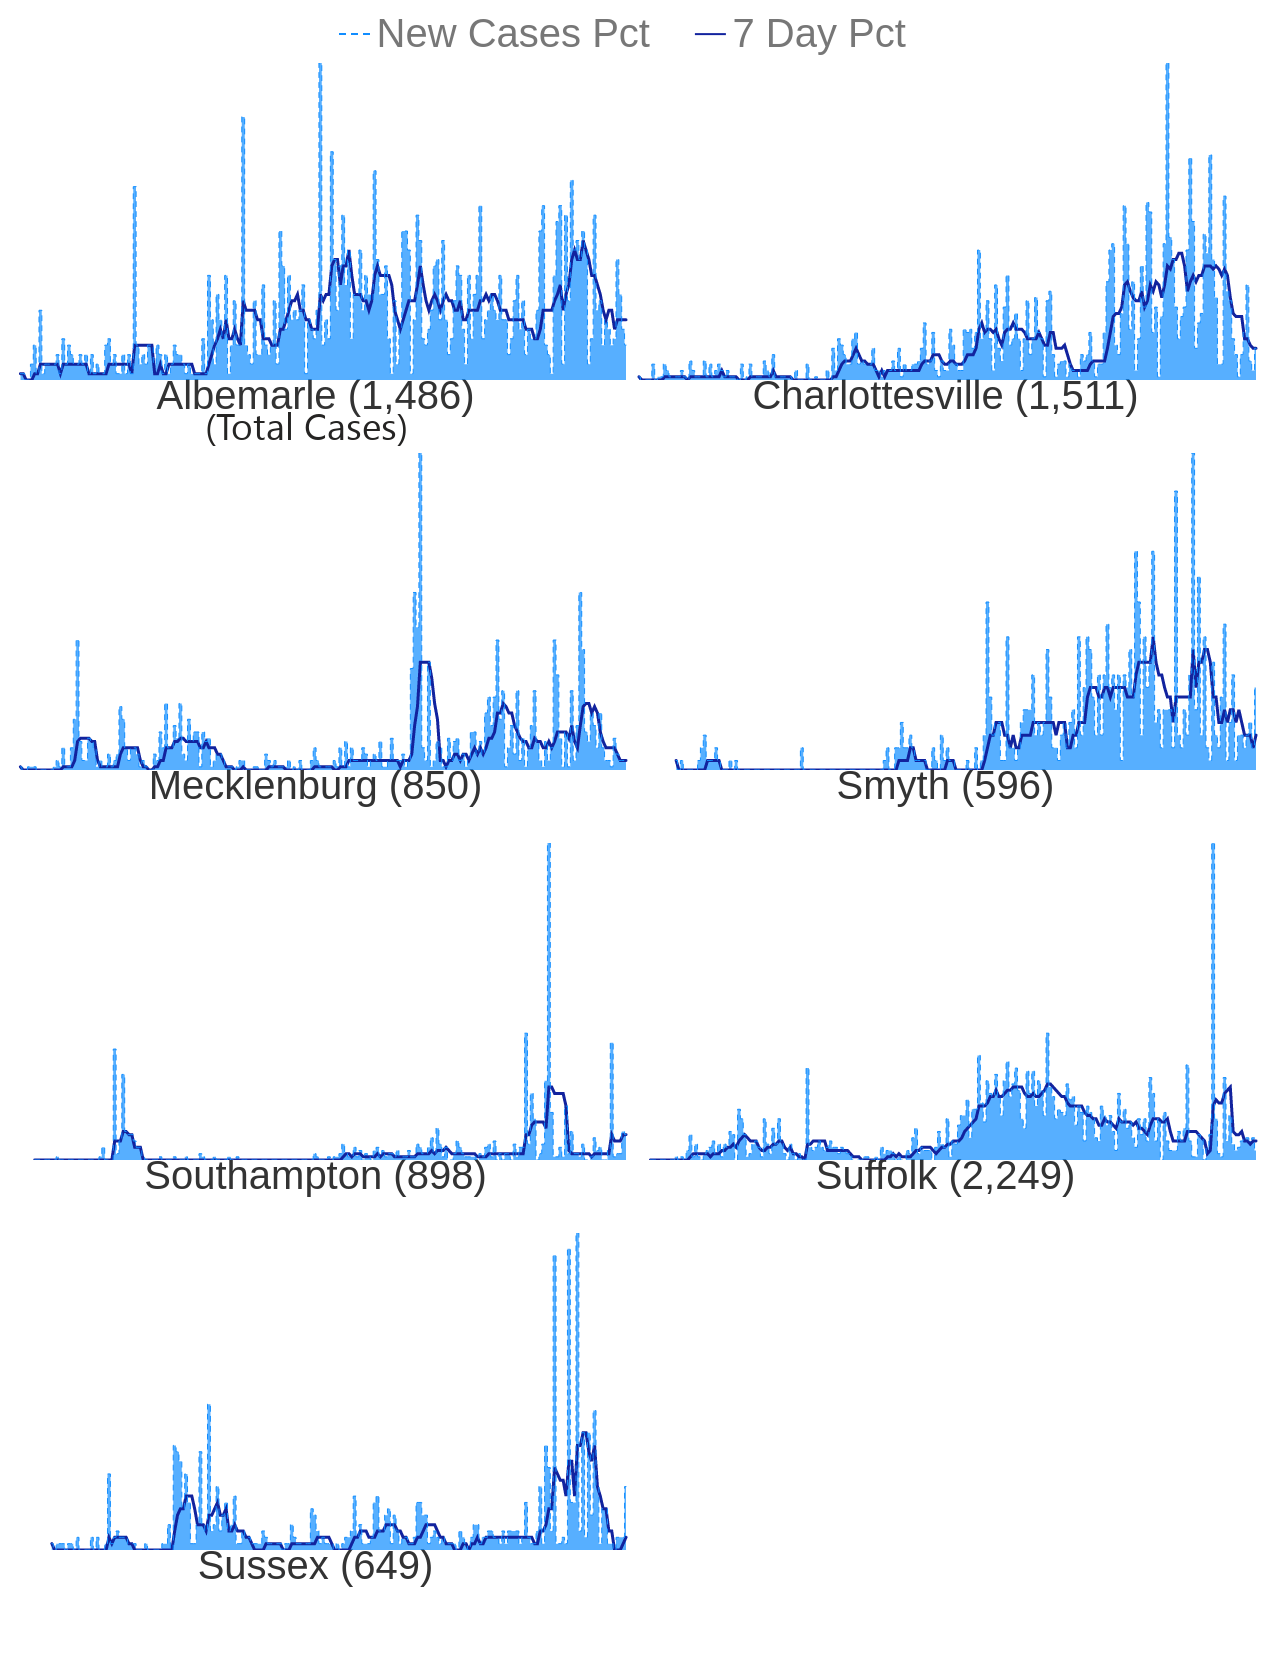 New Cases Pct 7 Day Pct
Albemarle (1,486) Charlottesville (1,511)
(Total Cases)
Mecklenburg (850) Smyth (596)
Southampton (898) Suffolk (2,249)
Sussex (649)